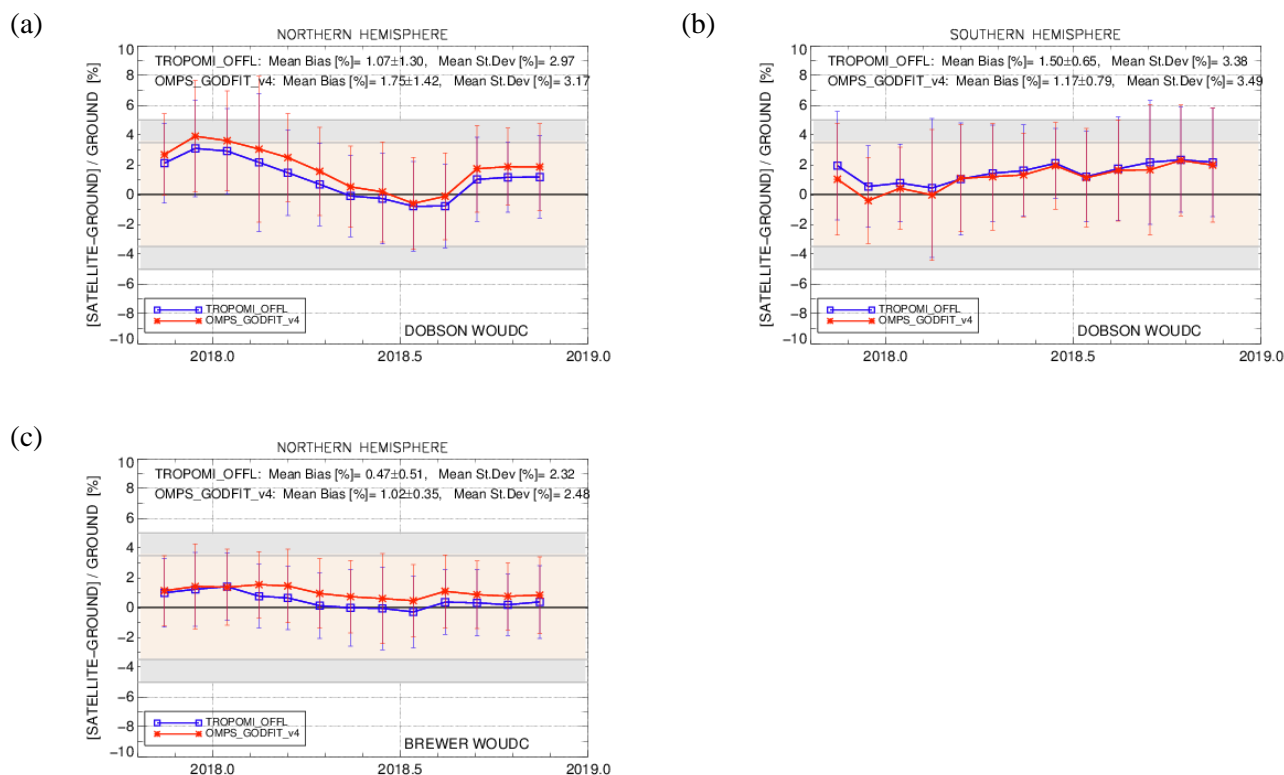 (a)
NORTHERN HEMISPHERE
TROPOMI_OFFL: Mean Bias [%]= 1.07±1.30, Mean St.Dev [%]= 2.97
OMPS_GODFIT_v4: Mean Bias [%]= 1.75±1.42, Mean St.Dev [%]= 3.17
[SATELLITE-GROUND] / GROUND [%]
10
8
6
4
2
0
-2
-4
-6
-8
-10
TROPOMI_OFFL
OMPS_GODFIT_v4
DOBSON WOUDC
2018.0 2018.5 2019.0
(b)
SOUTHERN HEMISPHERE
TROPOMI_OFFL: Mean Bias [%]= 1.50±0.65, Mean St.Dev [%]= 3.38
OMPS_GODFIT_v4: Mean Bias [%]= 1.17±0.79, Mean St.Dev [%]= 3.49
[SATELLITE-GROUND] / GROUND [%]
10
8
6
4
2
0
-2
-4
-6
-8
-10
TROPOMI_OFFL
OMPS_GODFIT_v4
DOBSON WOUDC
2018.0 2018.5 2019.0
(c)
NORTHERN HEMISPHERE
TROPOMI_OFFL: Mean Bias [%]= 0.47±0.51, Mean St.Dev [%]= 2.32
OMPS_GODFIT_v4: Mean Bias [%]= 1.02±0.35, Mean St.Dev [%]= 2.48
[SATELLITE-GROUND] / GROUND [%]
10
8
6
4
2
0
-2
-4
-6
-8
-10
TROPOMI_OFFL
OMPS_GODFIT_v4
BREWER WOUDC
2018.0 2018.5 2019.0